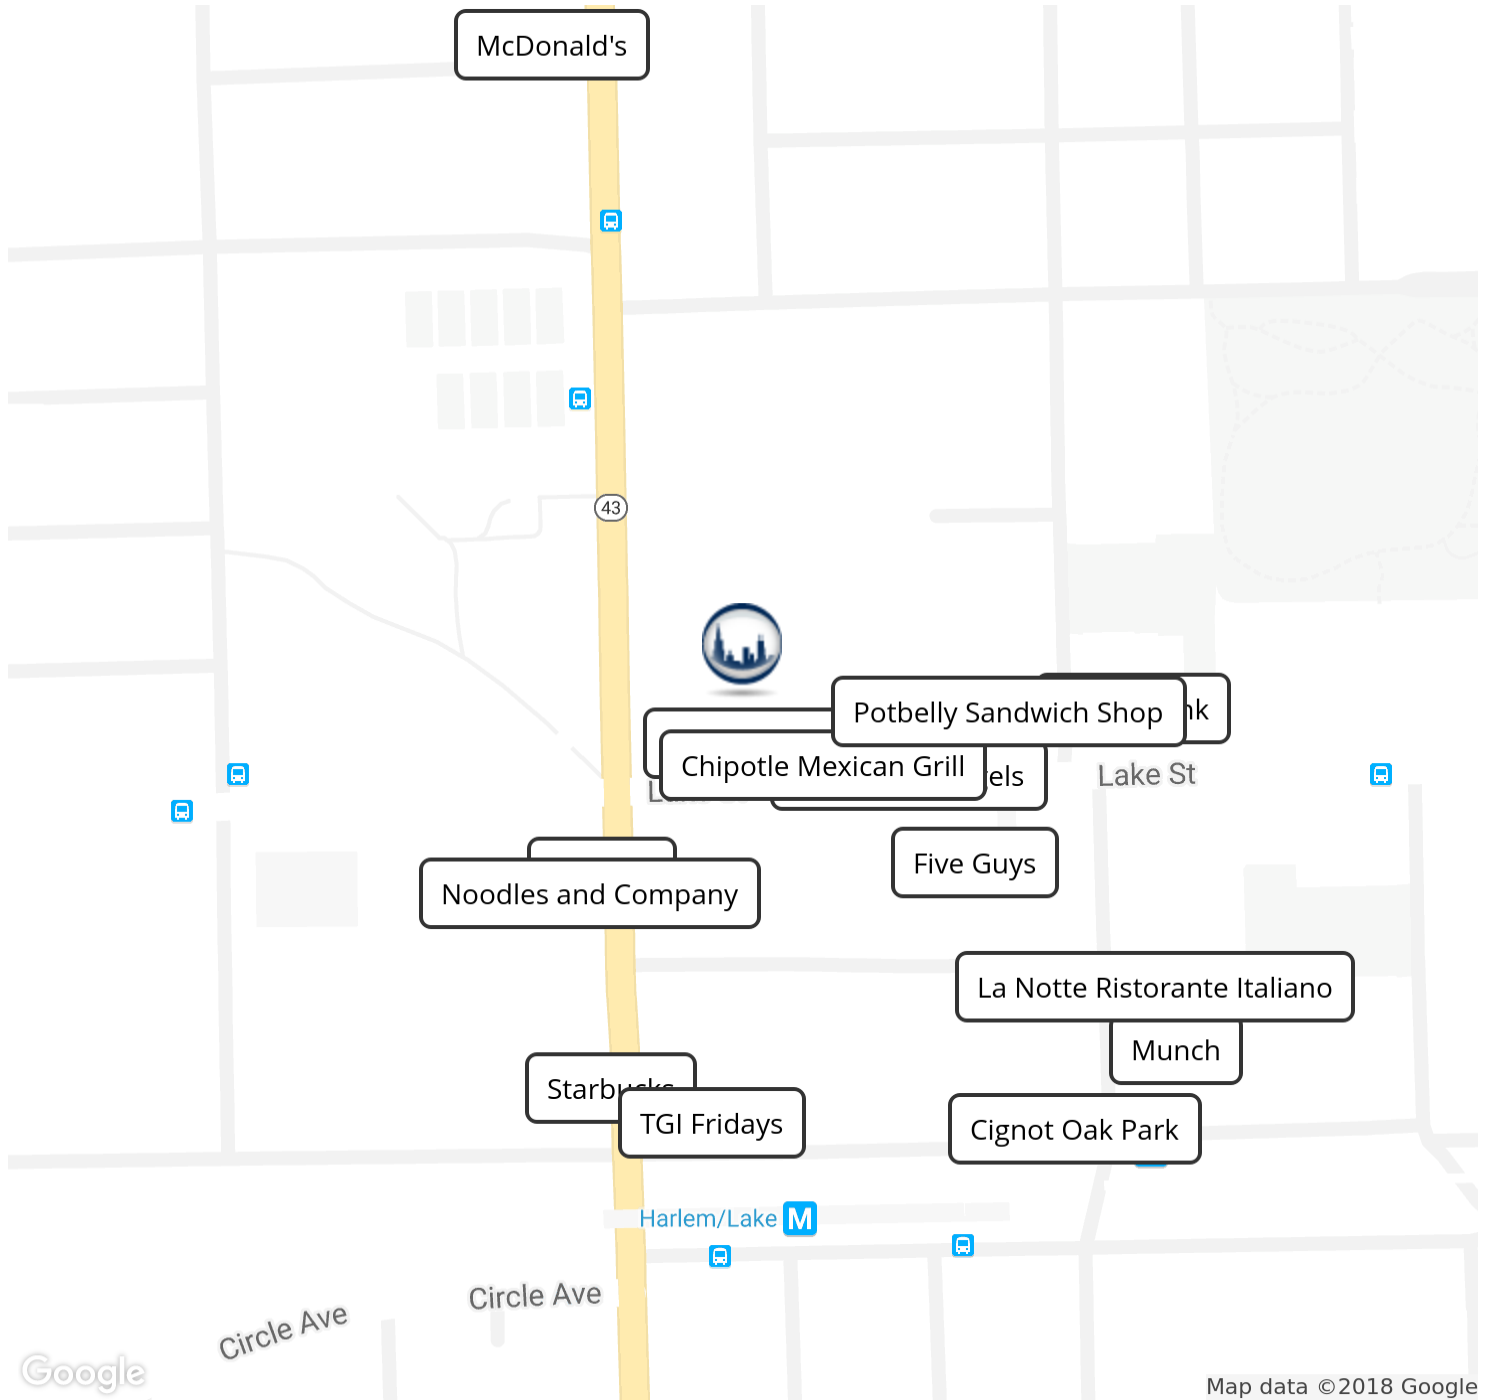 McDonald's
43
Potbelly Sandwich Shop
Chipotle Mexican Grill
Lake St
Five Guys
Noodles and Company
La Notte Ristorante Italiano
Munch
Starbucks
TGI Fridays
Cignot Oak Park
Harlem/Lake M
Circle Ave
Circle Ave
Google
Map data ©2018 Google